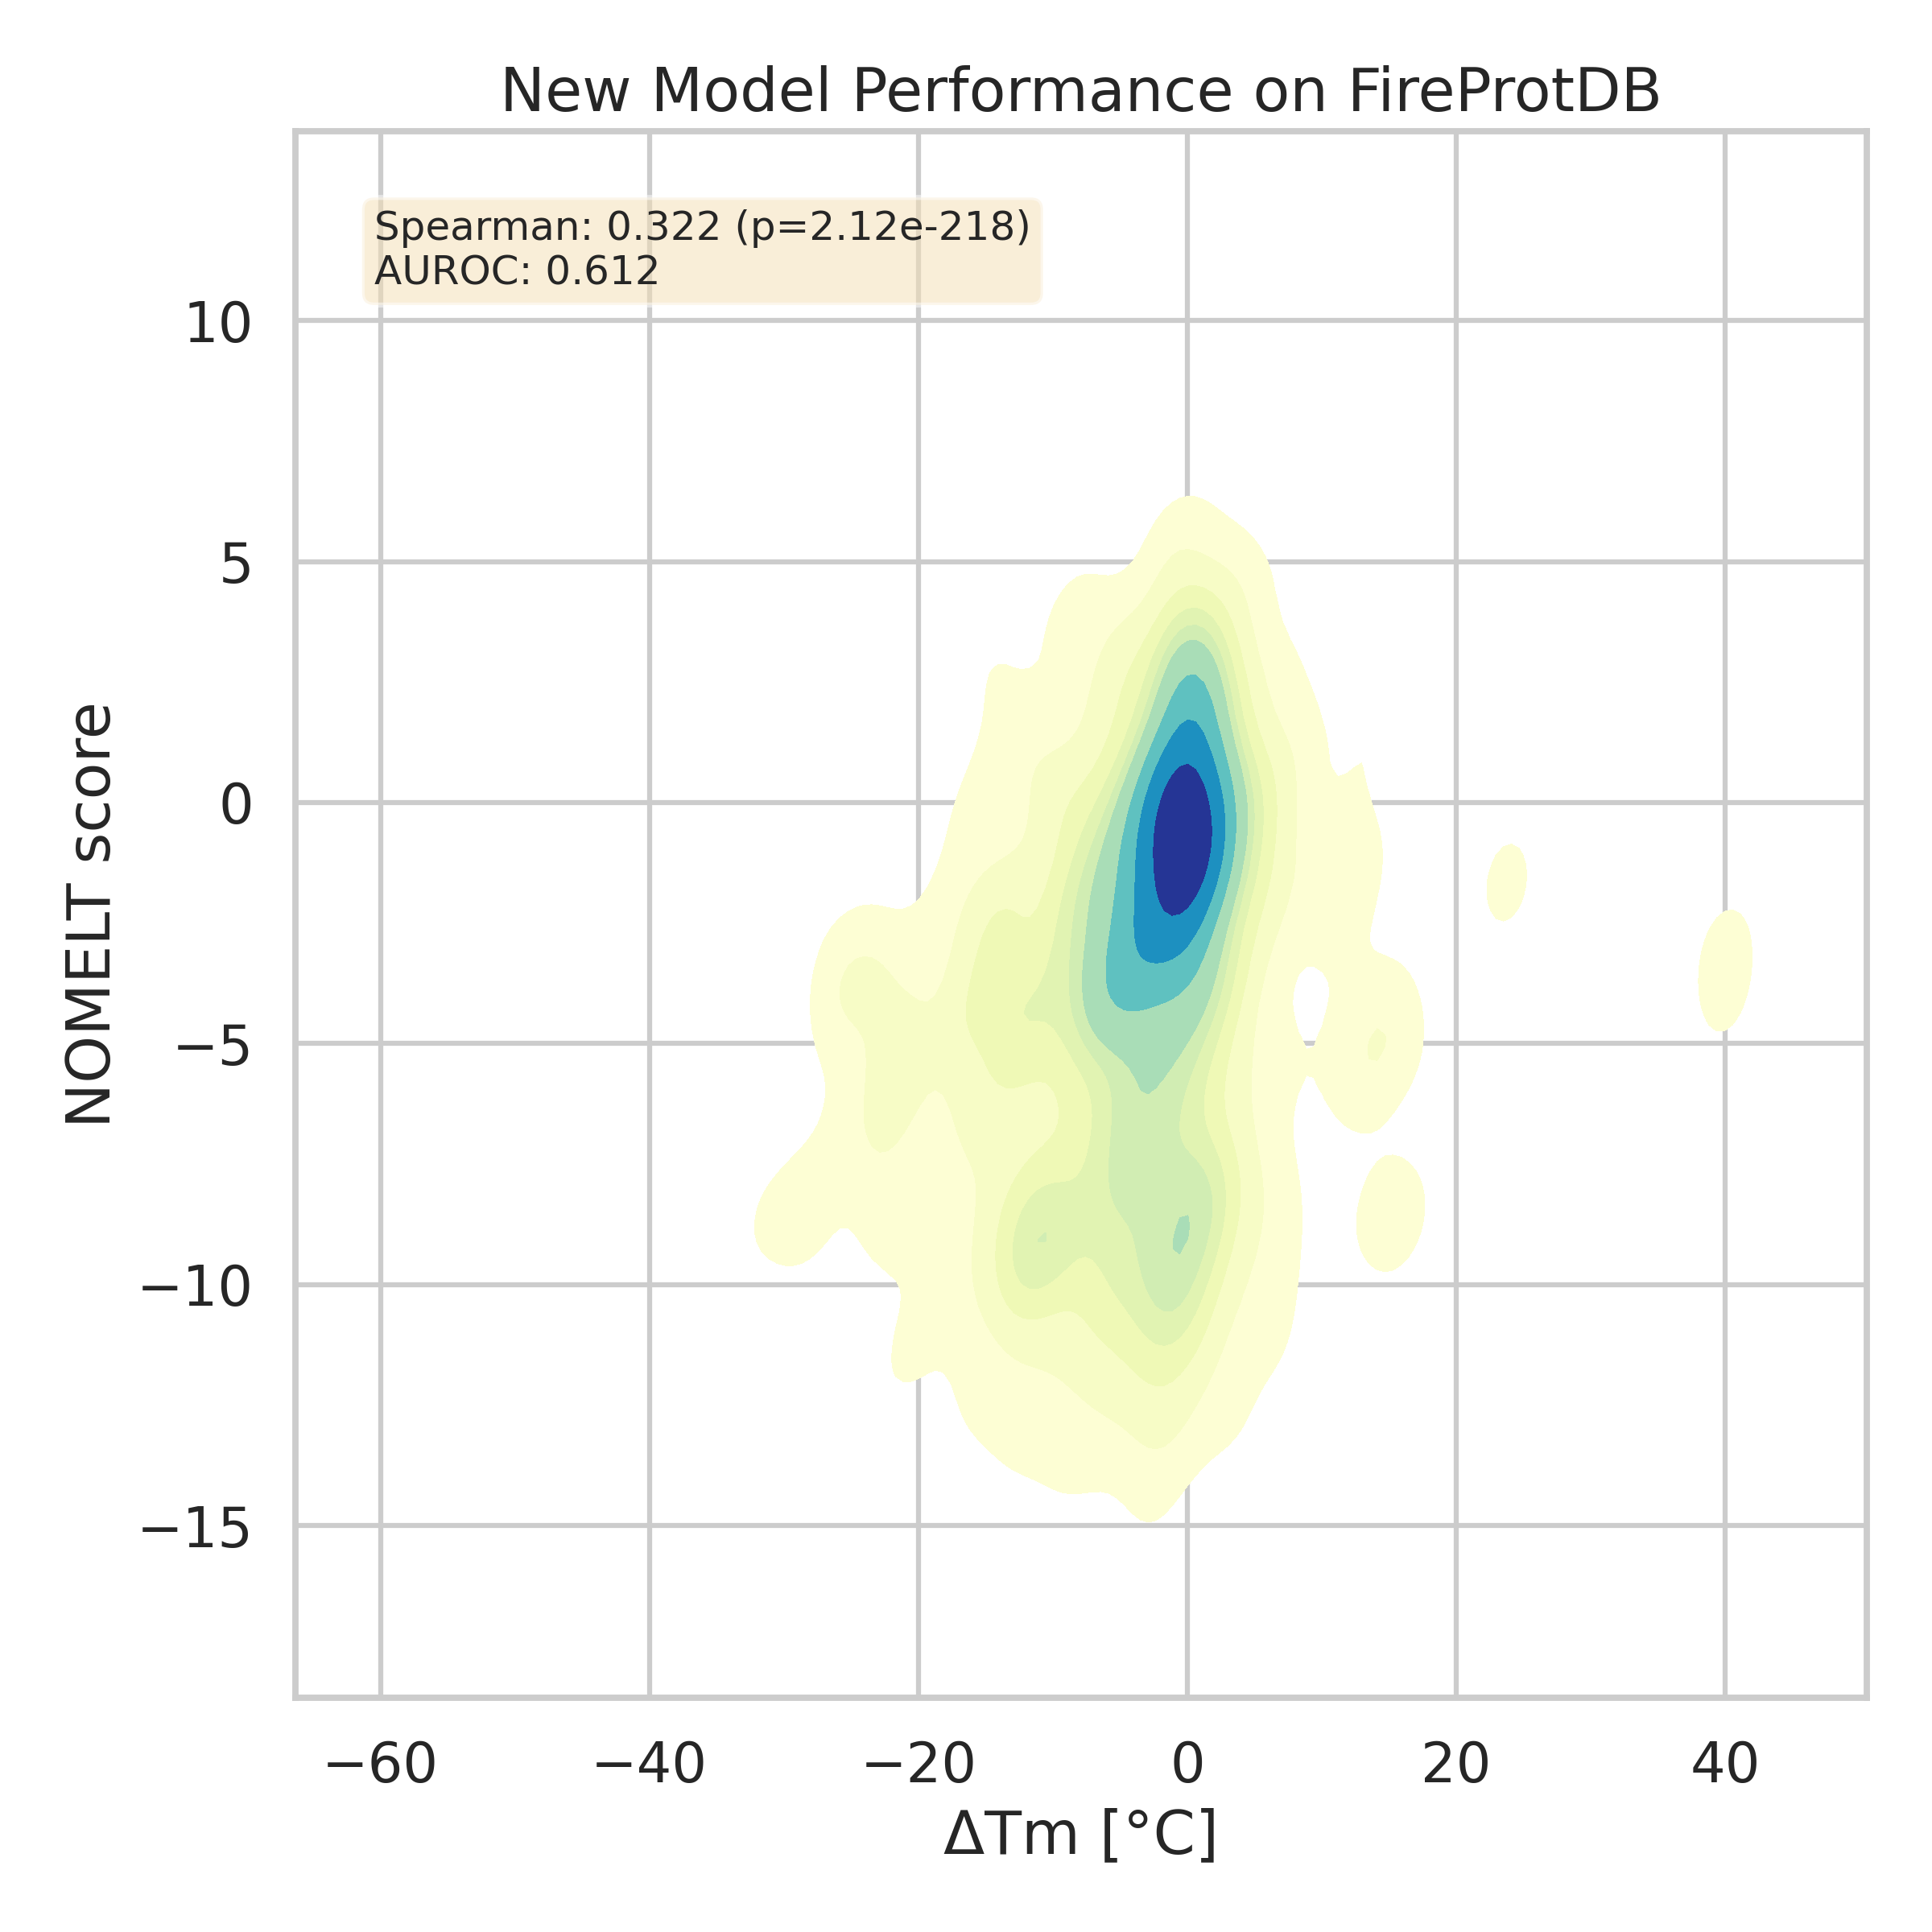 New Model Performance on FireProtDB
Spearman: 0.322 (p=2.12e-218)
AUROC: 0.612
10
5
0
−5
−10
−15
NOMELT score
−60
−40
−20
0
20
40
ΔTm [°C]